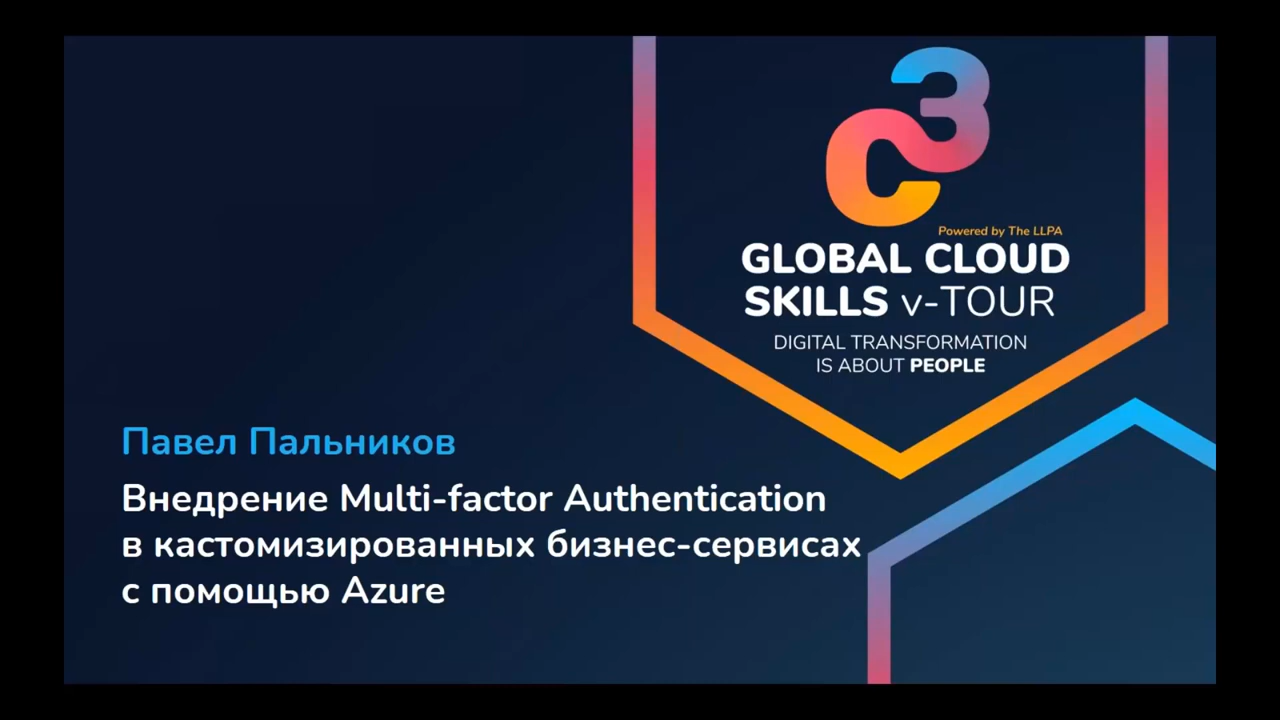 c3
Powered by The LLPA
GLOBAL CLOUD
SKILLS v-TOUR
DIGITAL TRANSFORMATION
IS ABOUT PEOPLE
Павел Пальников
Внедрение Multi-factor Authentication
в кастомизированных бизнес-сервисах
с помощью Azure